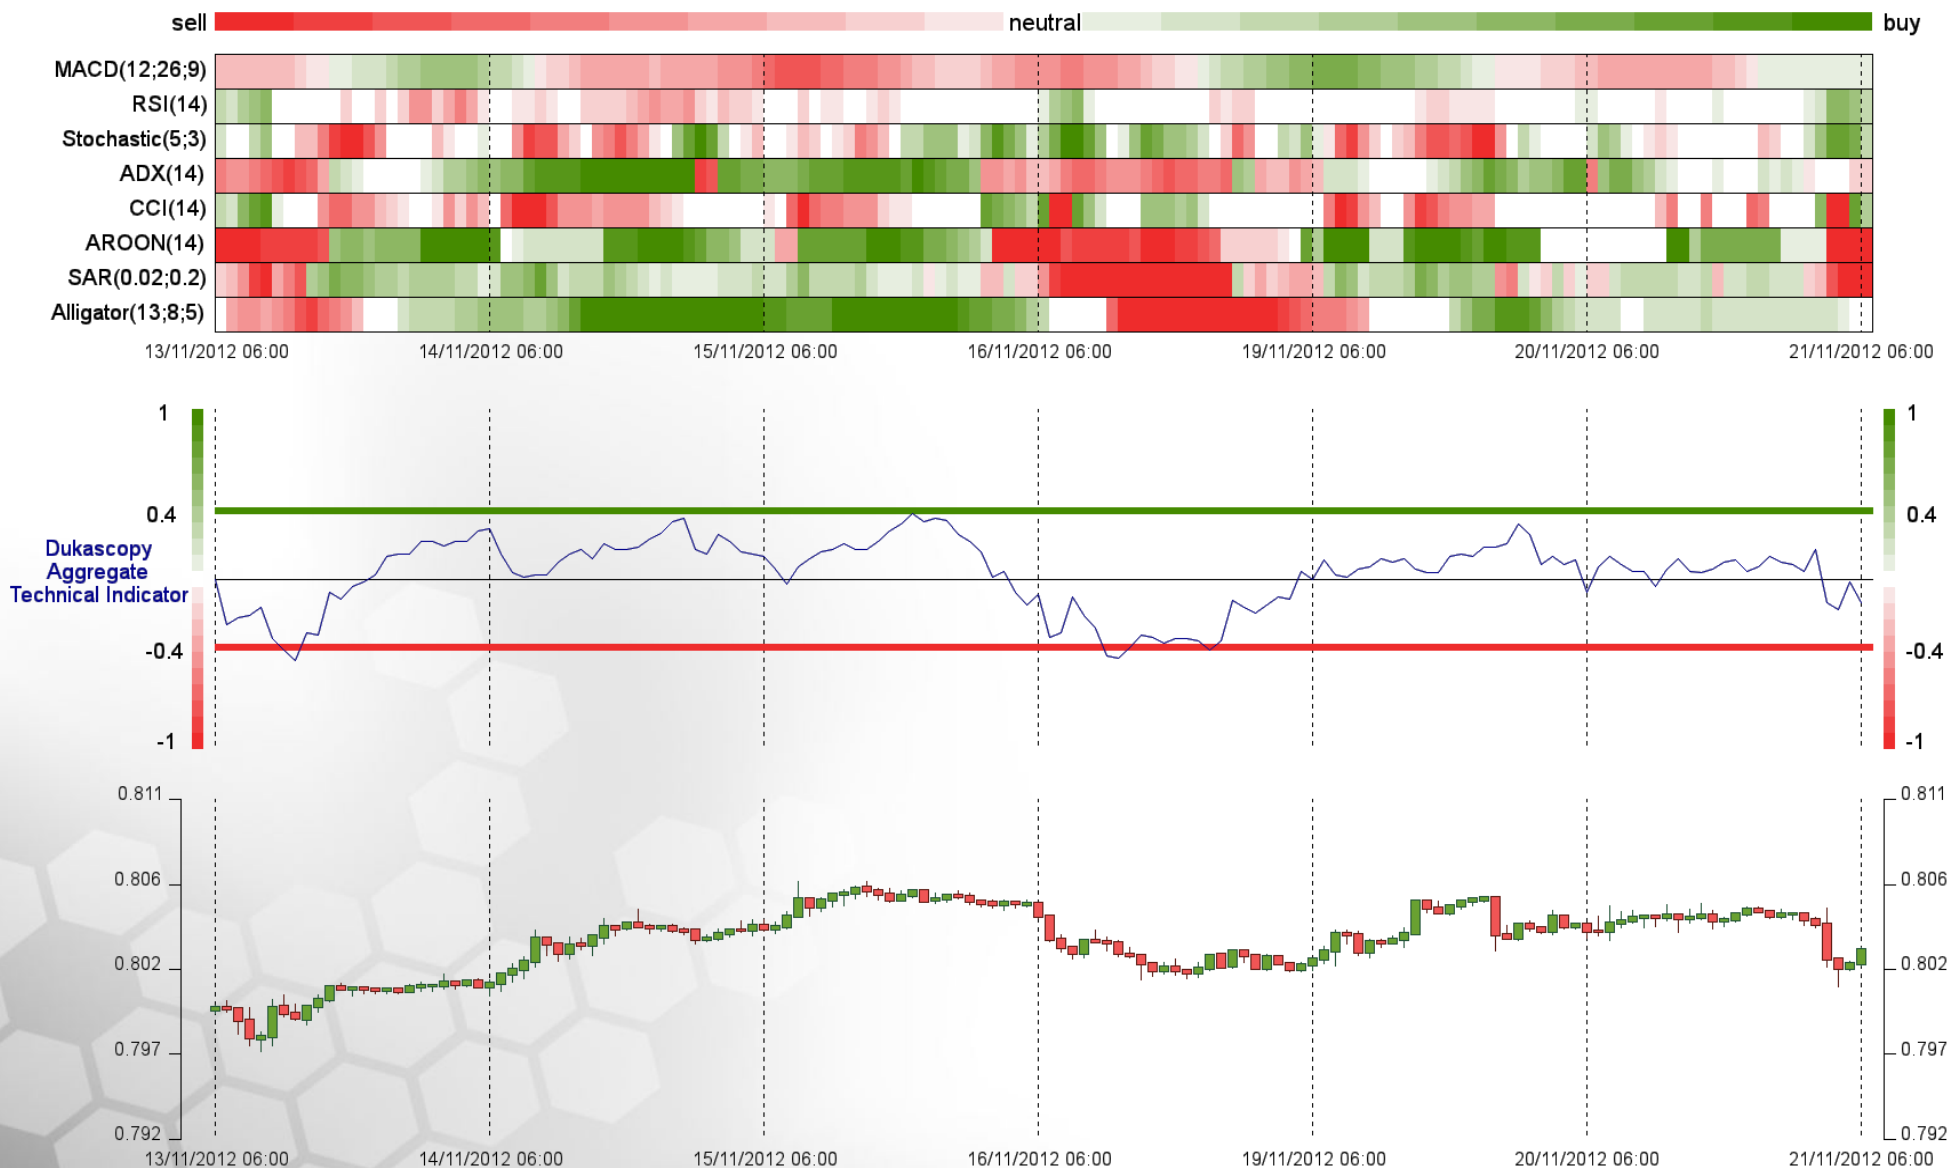 sell neutral buy
MACD(12;26;9)
RSI(14)
Stochastic(5;3)
ADX(14)
CCI(14)
AROON(14)
SAR(0.02;0.2)
Alligator(13;8;5)
13/11/2012 06:00 14/11/2012 06:00 15/11/2012 06:00 16/11/2012 06:00 19/11/2012 06:00 20/11/2012 06:00 21/11/2012 06:00
1 1
0.4 0.4
Dukascopy
Aggregate
Technical Indicator
-0.4 -0.4
-1 -1
0.811 0.811
0.806 0.806
0.802 0.802
0.797 0.797
0.792 0.792
13/11/2012 06:00 14/11/2012 06:00 15/11/2012 06:00 16/11/2012 06:00 19/11/2012 06:00 20/11/2012 06:00 21/11/2012 06:00